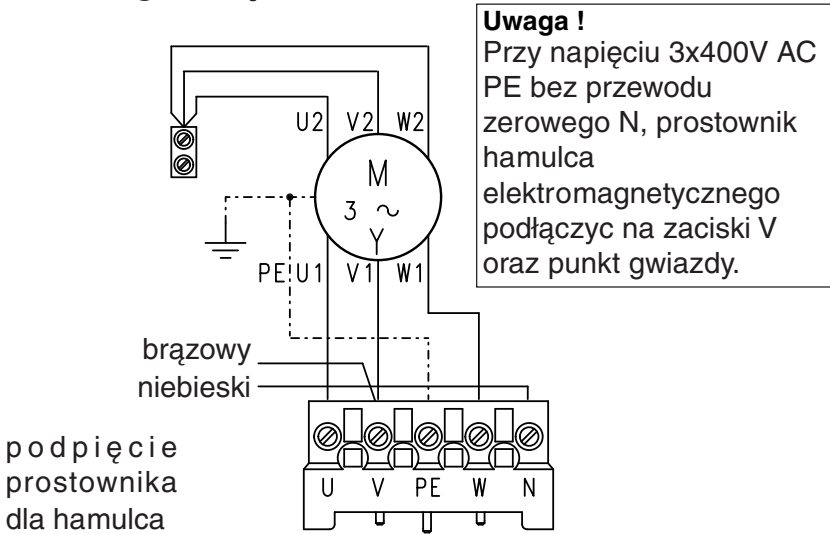 Uwaga !
Przy napięciu 3x400V AC
PE bez przewodu
zerowego N, prostownik
hamulca
elektromagnetycznego
podłączyc na zaciski V
oraz punkt gwiazdy.
U2 V2 W2
M
3 ~
Y
PE U1 V1 W1
brązowy
niebieski
podpięcie
prostownika
dla hamulca
U V PE W N